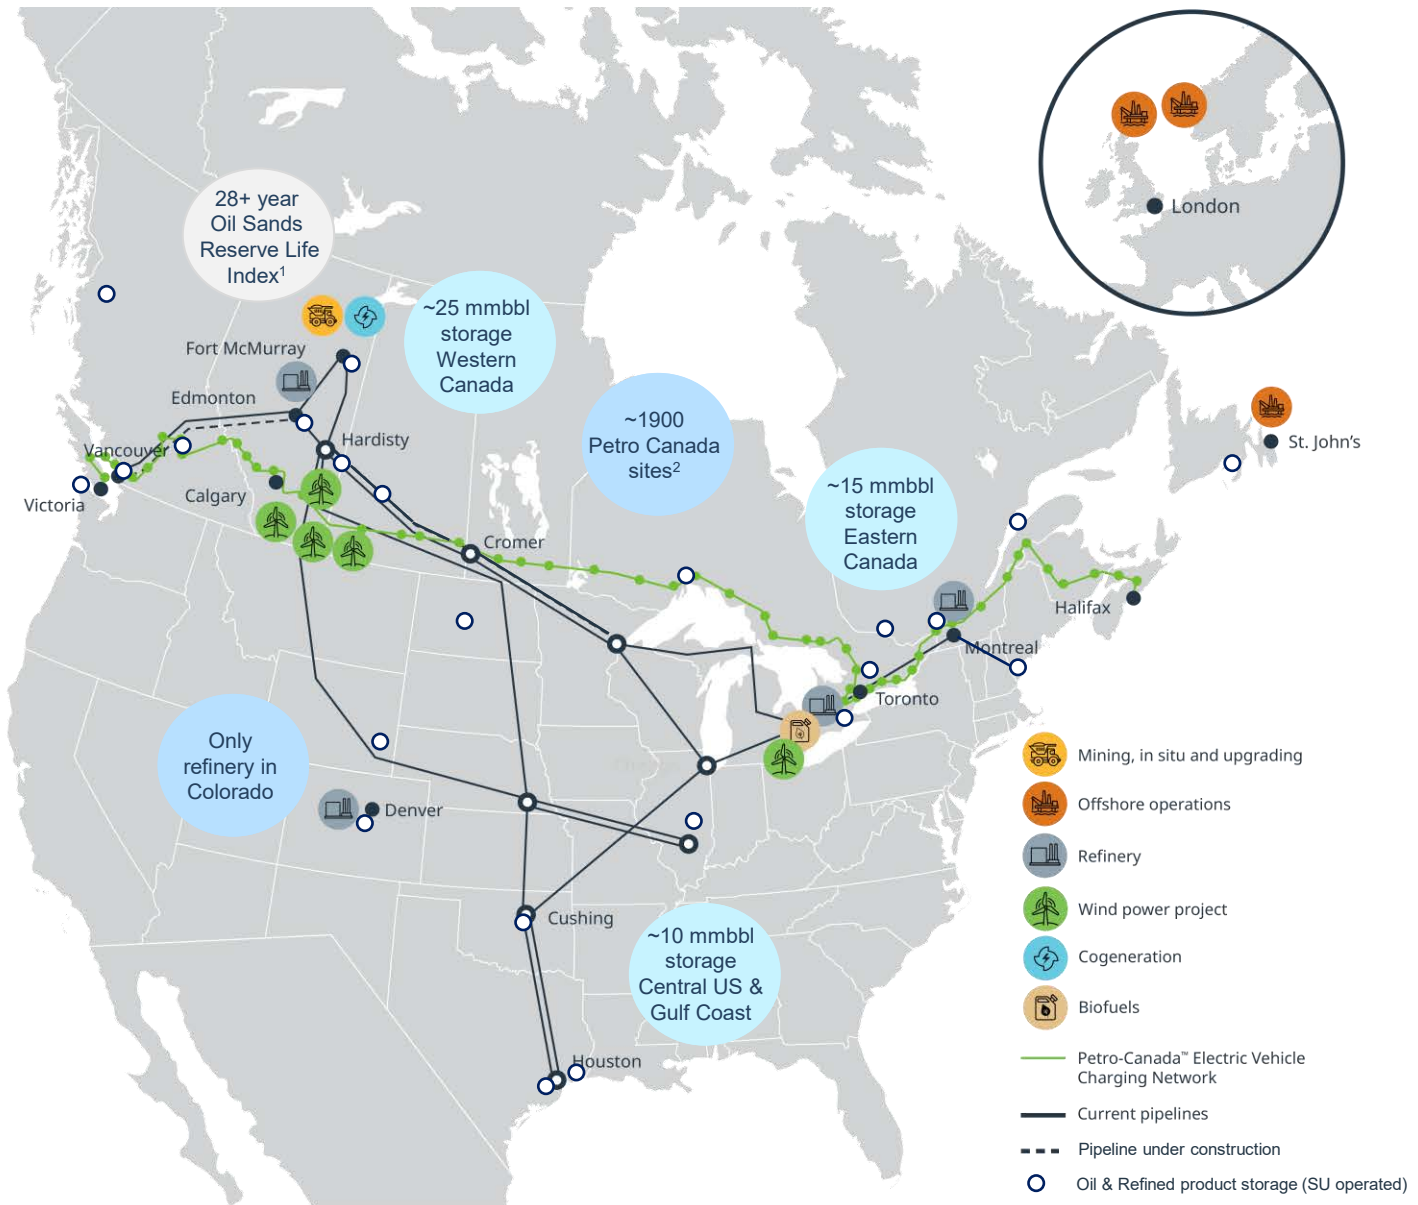 London
28+ year
Oil Sands
Reserve Life
Index¹
~25 mmbbl
storage
Western
Canada
Fort McMurray
Edmonton
~1900
Petro Canada
sites²
St. John's
Hardisty
Vancouver
Calgary
Victoria
~15 mmbbl
storage
Eastern
Canada
Cromer
Halifax
Montreal
Toronto
Only
refinery in
Colorado
Denver
Cushing
~10 mmbbl
storage
Central US &
Gulf Coast
Houston
Mining, in situ and upgrading
Offshore operations
Refinery
Wind power project
Cogeneration
Biofuels
Petro-Canada™ Electric Vehicle
Charging Network
Current pipelines
Pipeline under construction
Oil & Refined product storage (SU operated)